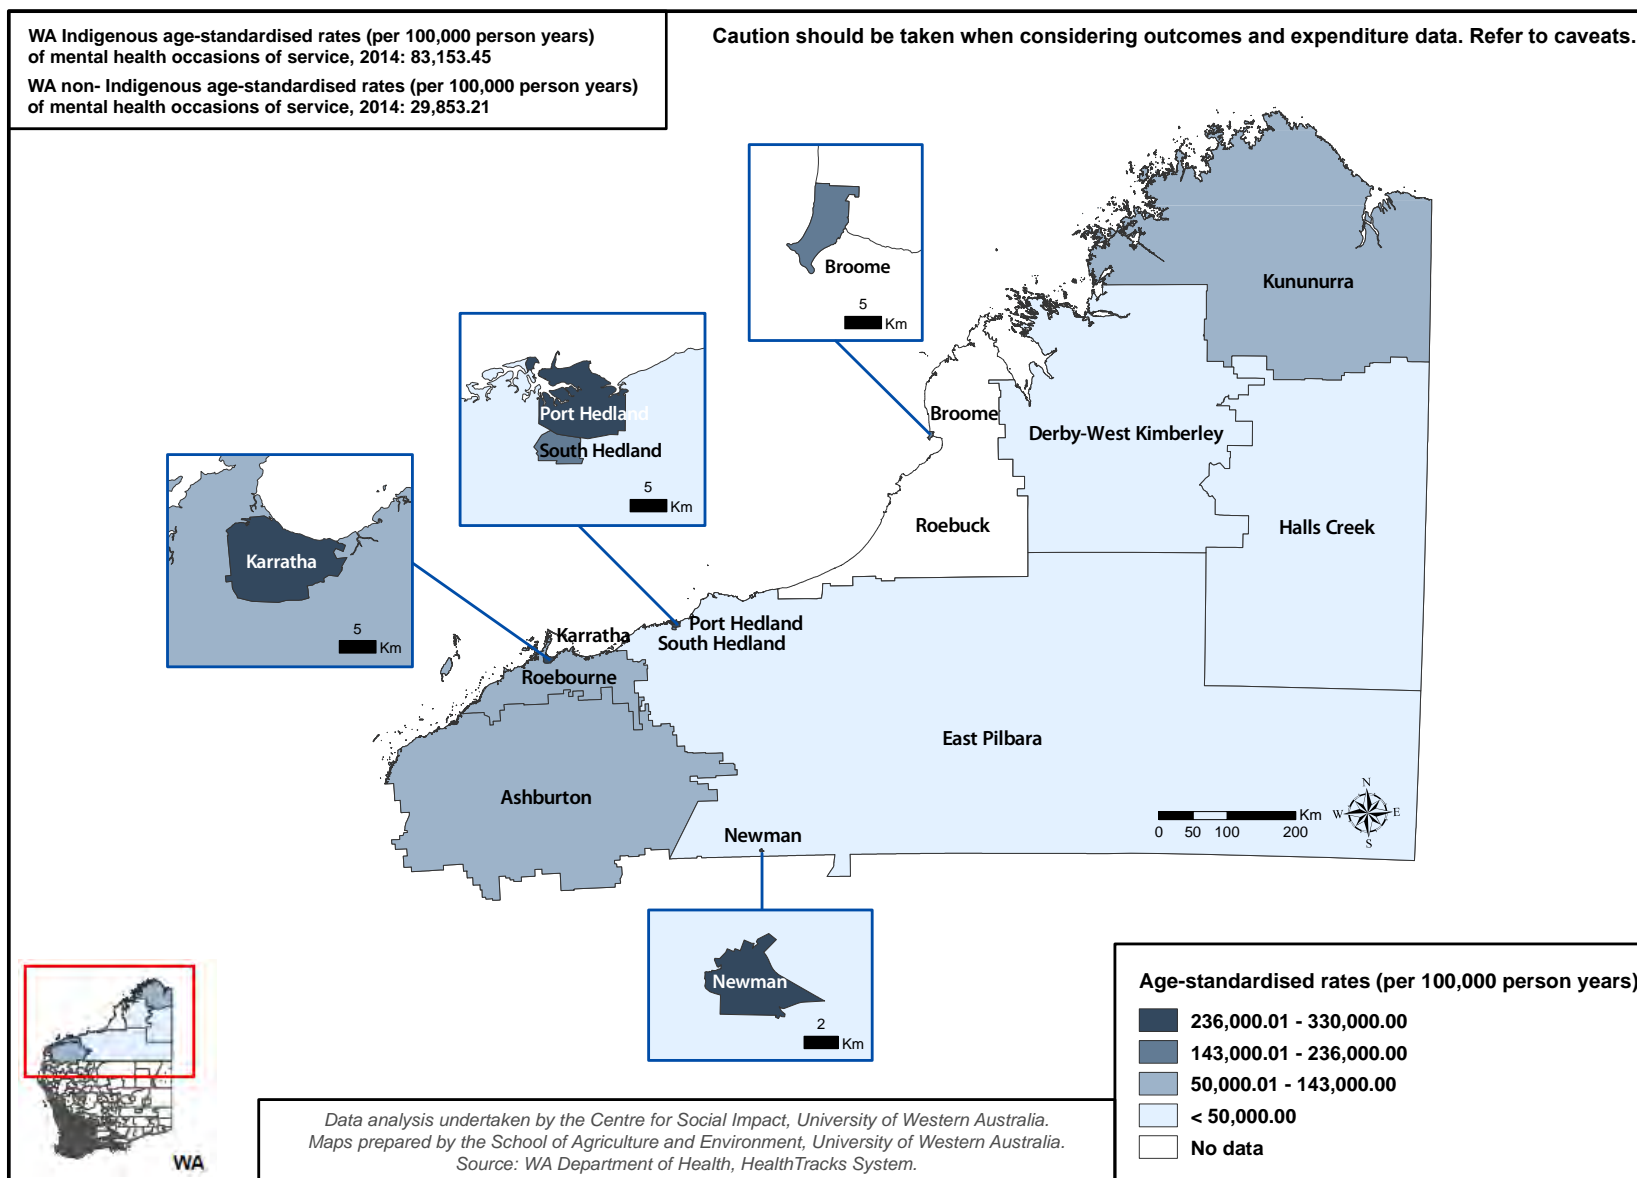 WA Indigenous age-standardised rates (per 100,000 person years)
of mental health occasions of service, 2014: 83,153.45
WA non- Indigenous age-standardised rates (per 100,000 person years)
of mental health occasions of service, 2014: 29,853.21
Caution should be taken when considering outcomes and expenditure data. Refer to caveats.
Broome
5
Km
Kununurra
Port Hedland
South Hedland
5
Km
Broome
Derby-West Kimberley
Karratha
5
Km
Roebuck
Halls Creek
Port Hedland
South Hedland
Karratha
Roebourne
East Pilbara
Ashburton
Newman
Km
0 50 100 200
N
W E
S
Newman
2
Km
WA
Age-standardised rates (per 100,000 person years)
236,000.01 - 330,000.00
143,000.01 - 236,000.00
50,000.01 - 143,000.00
< 50,000.00
No data
Data analysis undertaken by the Centre for Social Impact, University of Western Australia.
Maps prepared by the School of Agriculture and Environment, University of Western Australia.
Source: WA Department of Health, HealthTracks System.